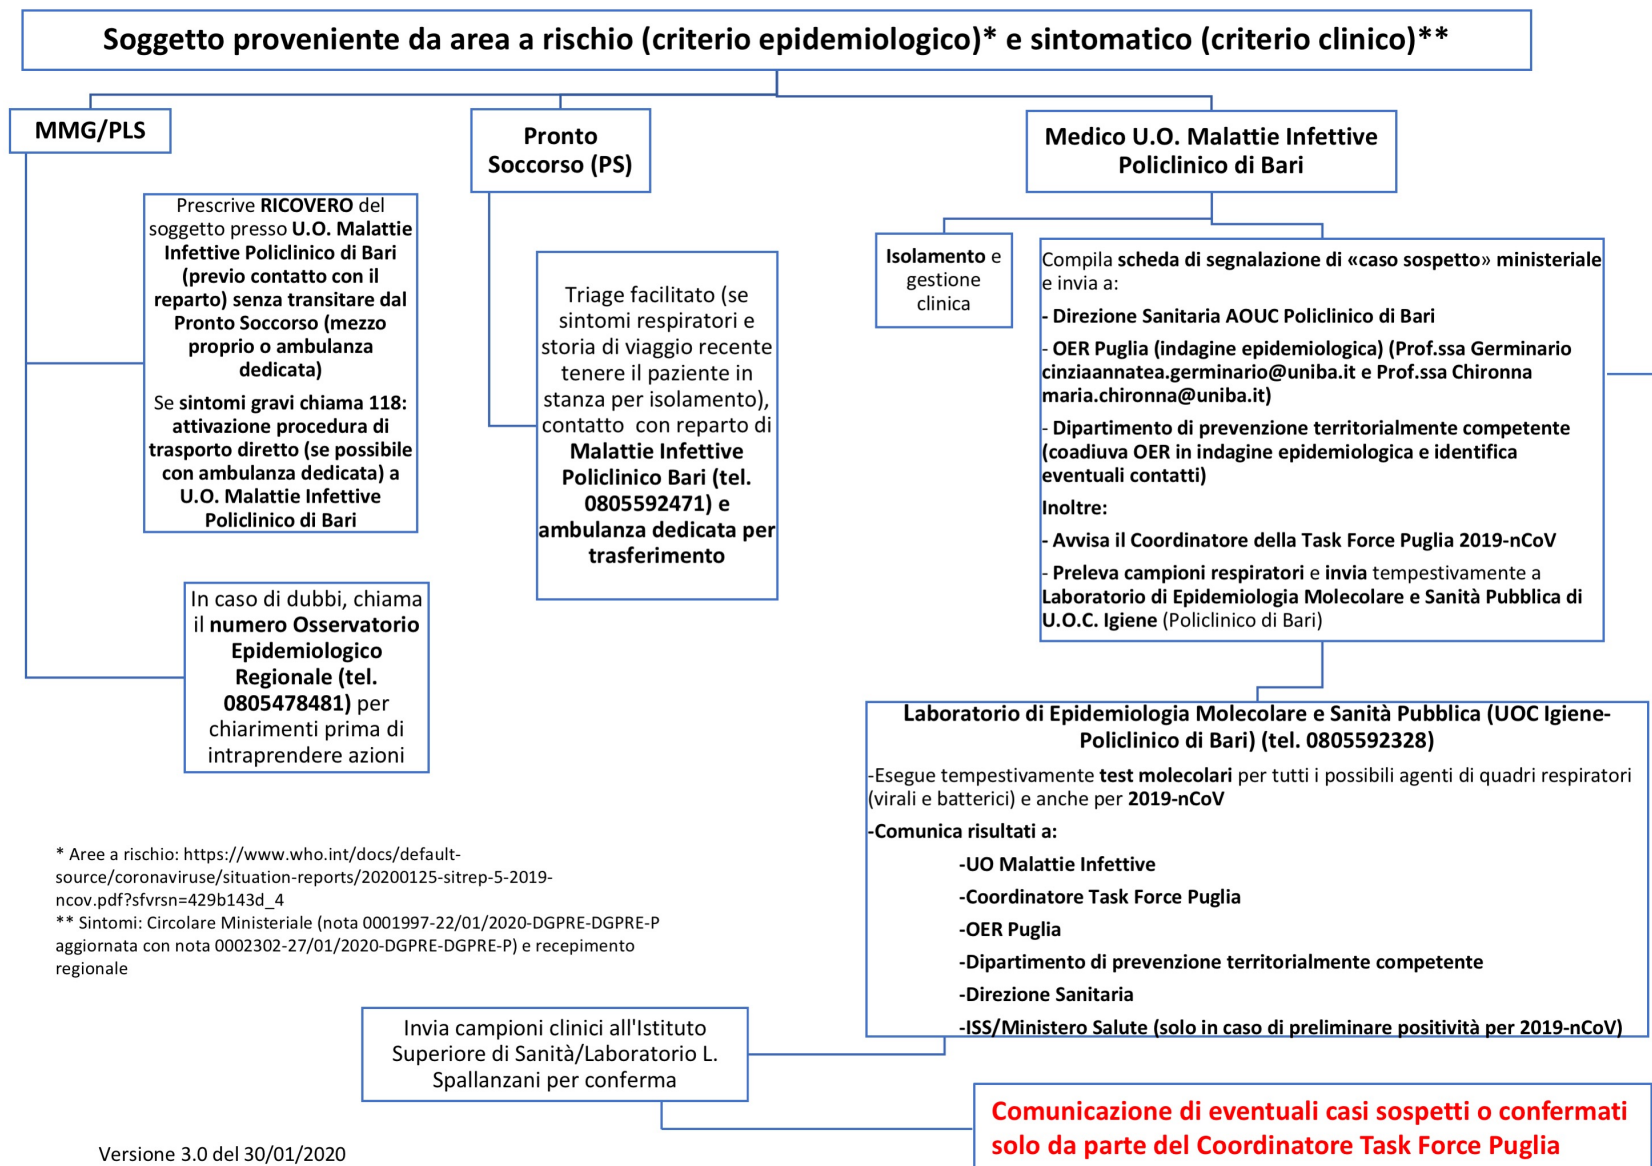 Soggetto proveniente da area a rischio (criterio epidemiologico)* e sintomatico (criterio clinico)**
MMG/PLS
Prescrive RICOVERO del
soggetto presso U.O. Malattie
Infettive Policlinico di Bari
(previo contatto con il
reparto) senza transitare dal
Pronto Soccorso (mezzo
proprio o ambulanza
dedicata)
Se sintomi gravi chiama 118:
attivazione procedura di
trasporto diretto (se possibile
con ambulanza dedicata) a
U.O. Malattie Infettive
Policlinico di Bari
In caso di dubbi, chiama
il numero Osservatorio
Epidemiologico
Regionale (tel.
0805478481) per
chiarimenti prima di
intraprendere azioni
Pronto
Soccorso (PS)
Triage facilitato (se
sintomi respiratori e
storia di viaggio recente
tenere il paziente in
stanza per isolamento),
contatto  con reparto di
Malattie Infettive
Policlinico Bari (tel.
0805592471) e
ambulanza dedicata per
trasferimento
Medico U.O. Malattie Infettive
Policlinico di Bari
Isolamento e
gestione
clinica
Compila scheda di segnalazione di «caso sospetto» ministeriale
e invia a:
- Direzione Sanitaria AOUC Policlinico di Bari
- OER Puglia (indagine epidemiologica) (Prof.ssa Germinario
cinziaannatea.germinario@uniba.it e Prof.ssa Chironna
maria.chironna@uniba.it)
- Dipartimento di prevenzione territorialmente competente
(coadiuva OER in indagine epidemiologica e identifica
eventuali contatti)
Inoltre:
- Avvisa il Coordinatore della Task Force Puglia 2019-nCoV
- Preleva campioni respiratori e invia tempestivamente a
Laboratorio di Epidemiologia Molecolare e Sanità Pubblica di
U.O.C. Igiene (Policlinico di Bari)
Laboratorio di Epidemiologia Molecolare e Sanità Pubblica (UOC Igiene-
Policlinico di Bari) (tel. 0805592328)
-Esegue tempestivamente test molecolari per tutti i possibili agenti di quadri respiratori
(virali e batterici) e anche per 2019-nCoV
-Comunica risultati a:
-UO Malattie Infettive
-Coordinatore Task Force Puglia
-OER Puglia
-Dipartimento di prevenzione territorialmente competente
-Direzione Sanitaria
-ISS/Ministero Salute (solo in caso di preliminare positività per 2019-nCoV)
* Aree a rischio: https://www.who.int/docs/default-
source/coronaviruse/situation-reports/20200125-sitrep-5-2019-
ncov.pdf?sfvrsn=429b143d_4
** Sintomi: Circolare Ministeriale (nota 0001997-22/01/2020-DGPRE-DGPRE-P
aggiornata con nota 0002302-27/01/2020-DGPRE-DGPRE-P) e recepimento
regionale
Invia campioni clinici all'Istituto
Superiore di Sanità/Laboratorio L.
Spallanzani per conferma
Comunicazione di eventuali casi sospetti o confermati
solo da parte del Coordinatore Task Force Puglia
Versione 3.0 del 30/01/2020